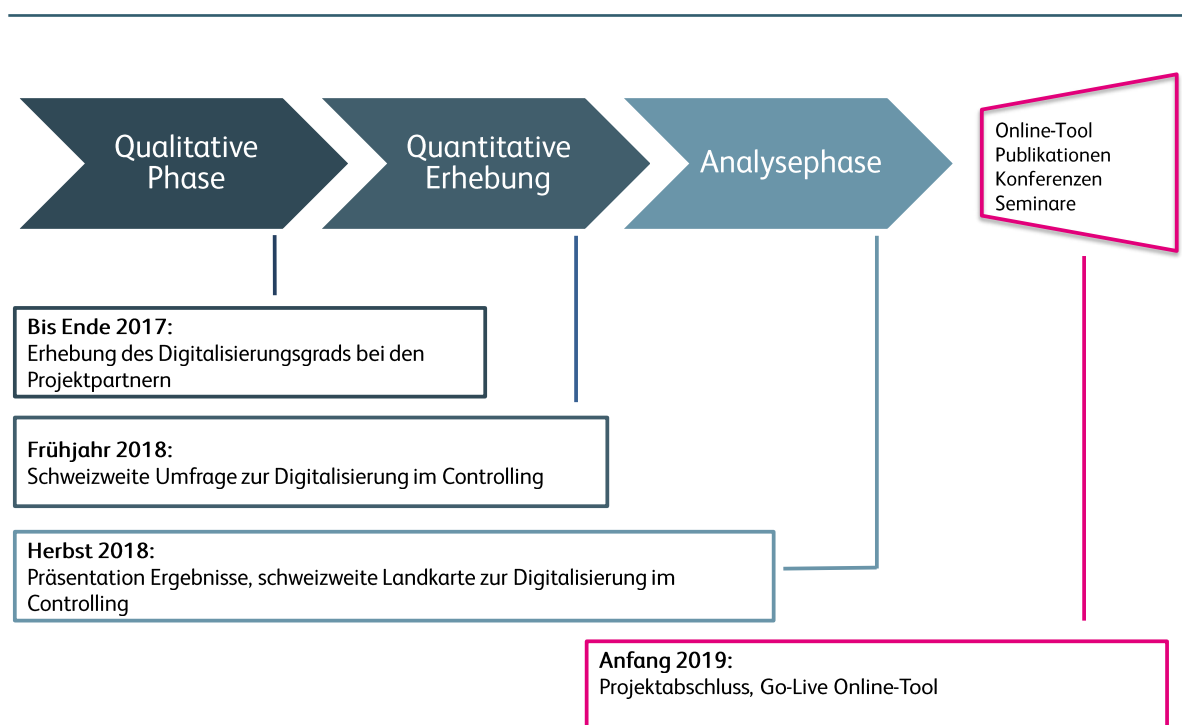 Qualitative
Phase
Quantitative
Erhebung
Analysephase
Online-Tool
Publikationen
Konferenzen
Seminare
Bis Ende 2017:
Erhebung des Digitalisierungsgrads bei den
Projektpartnern
Frühjahr 2018:
Schweizweite Umfrage zur Digitalisierung im Controlling
Herbst 2018:
Präsentation Ergebnisse, schweizweite Landkarte zur Digitalisierung im
Controlling
Anfang 2019:
Projektabschluss, Go-Live Online-Tool